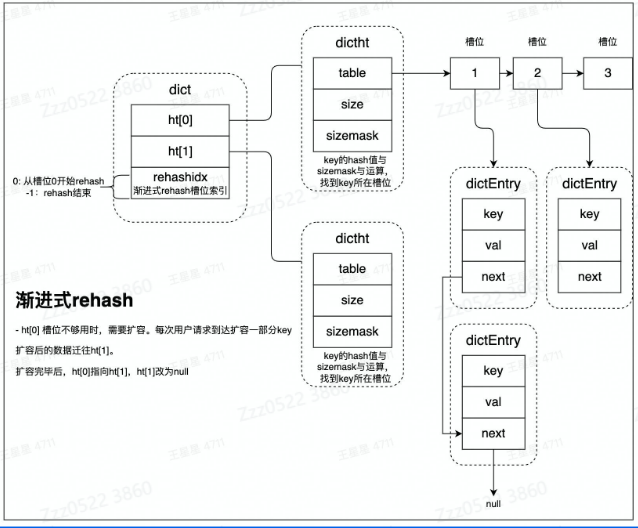 dict
ht[0]
ht[1]
rehashidx
渐进式rehash槽位索引
0: 从槽位0开始rehash
-1：rehash结束
dictht
table
size
sizemask
key的hash值与
sizemask与运算，
找到key所在槽位
dictht
table
size
sizemask
key的hash值与
sizemask与运算，
找到key所在槽位
槽位
槽位
槽位
1
2
3
dictEntry
key
val
next
dictEntry
key
val
next
dictEntry
key
val
next
null
渐进式rehash
- ht[0] 槽位不够用时，需要扩容。每次用户请求到达扩容一部分key
扩容后的数据迁往ht[1]。
扩容完毕后，ht[0]指向ht[1]，ht[1]改为null
Zzz0522 3860